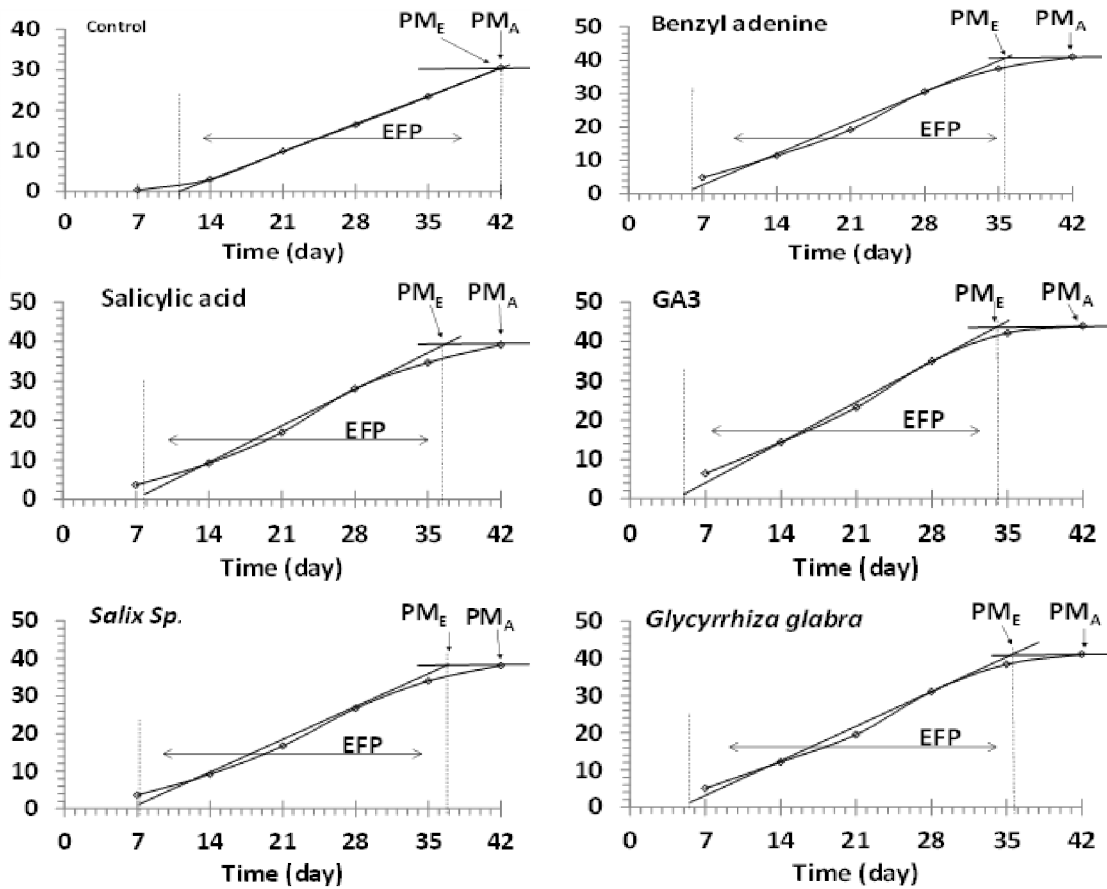 Control
PM_E PM_A
40
30
20
10
0
EFP
0 7 14 21 28 35 42
Time (day)
Benzyl adenine
PM_E PM_A
50
40
30
20
10
0
EFP
0 7 14 21 28 35 42
Time (day)
Salicylic acid
PM_E PM_A
50
40
30
20
10
0
EFP
0 7 14 21 28 35 42
Time (day)
GA3
PM_E PM_A
50
40
30
20
10
0
EFP
0 7 14 21 28 35 42
Time (day)
Salix Sp.
PM_E PM_A
50
40
30
20
10
0
EFP
0 7 14 21 28 35 42
Time (day)
Glycyrrhiza glabra
PM_E PM_A
50
40
30
20
10
0
EFP
0 7 14 21 28 35 42
Time (day)